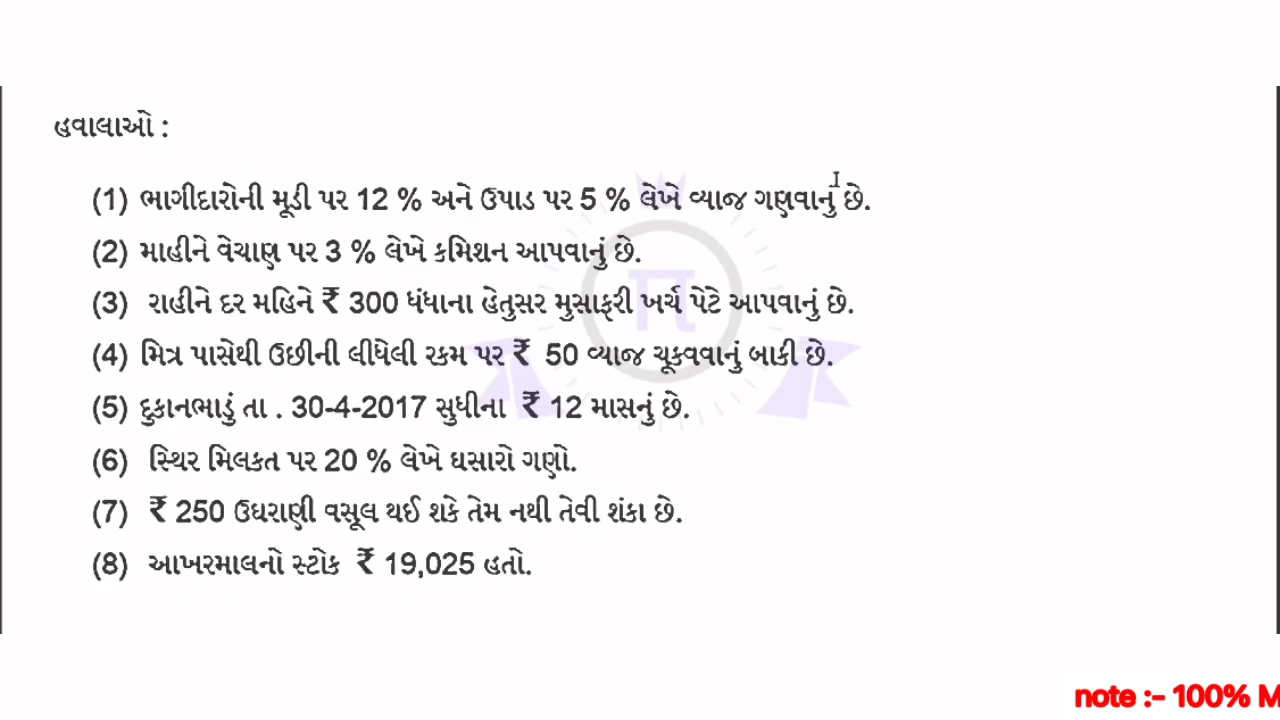 હવાલાઓ :
(1) ભાગીદારોની મૂડી પર 12 % અને ઉપાડ પર 5 % લેખે વ્યાજ ગણવાનું છે.
(2) માહીને વેચાણ પર 3 % લેખે કમિશન આપવાનું છે.
(3) રાહીને દર મહિને ₹ 300 ધંધાના હેતુસર મુસાફરી ખર્ચ પેટે આપવાનું છે.
(4) મિત્ર પાસેથી ઉછીની લીધેલી રકમ પર ₹ 50 વ્યાજ ચૂકવવાનું બાકી છે.
(5) દુકાનભાડું તા . 30-4-2017 સુધીના ₹ 12 માસનું છે.
(6) સ્થિર મિલકત પર 20 % લેખે ઘસારો ગણો.
(7) ₹ 250 ઉઘરાણી વસૂલ થઈ શકે તેમ નથી તેવી શંકા છે.
(8) આખરમાલનો સ્ટોક ₹ 19,025 હતો.
note :- 100% M